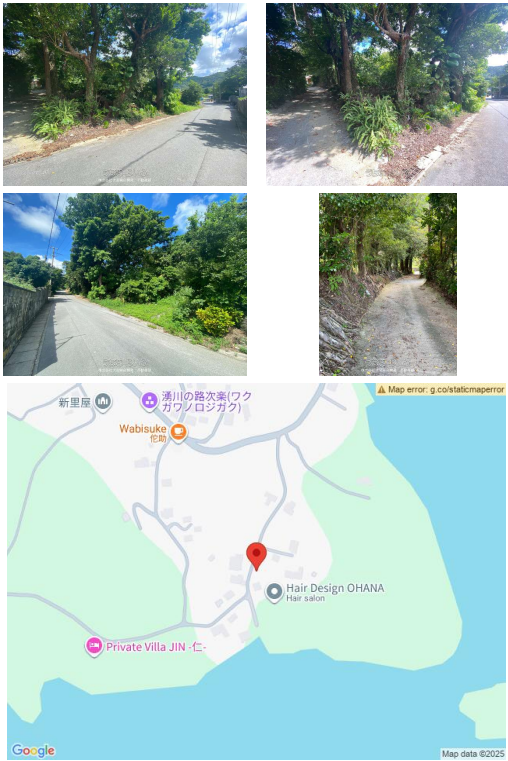 Map error: g.co/staticmaperror
新里屋
湧川の路次楽(ワク
ガワノロジガク)
Wabisuke
侘助
Hair Design OHANA
Hair salon
Private Villa JIN -仁-
Google
Map data ©2025